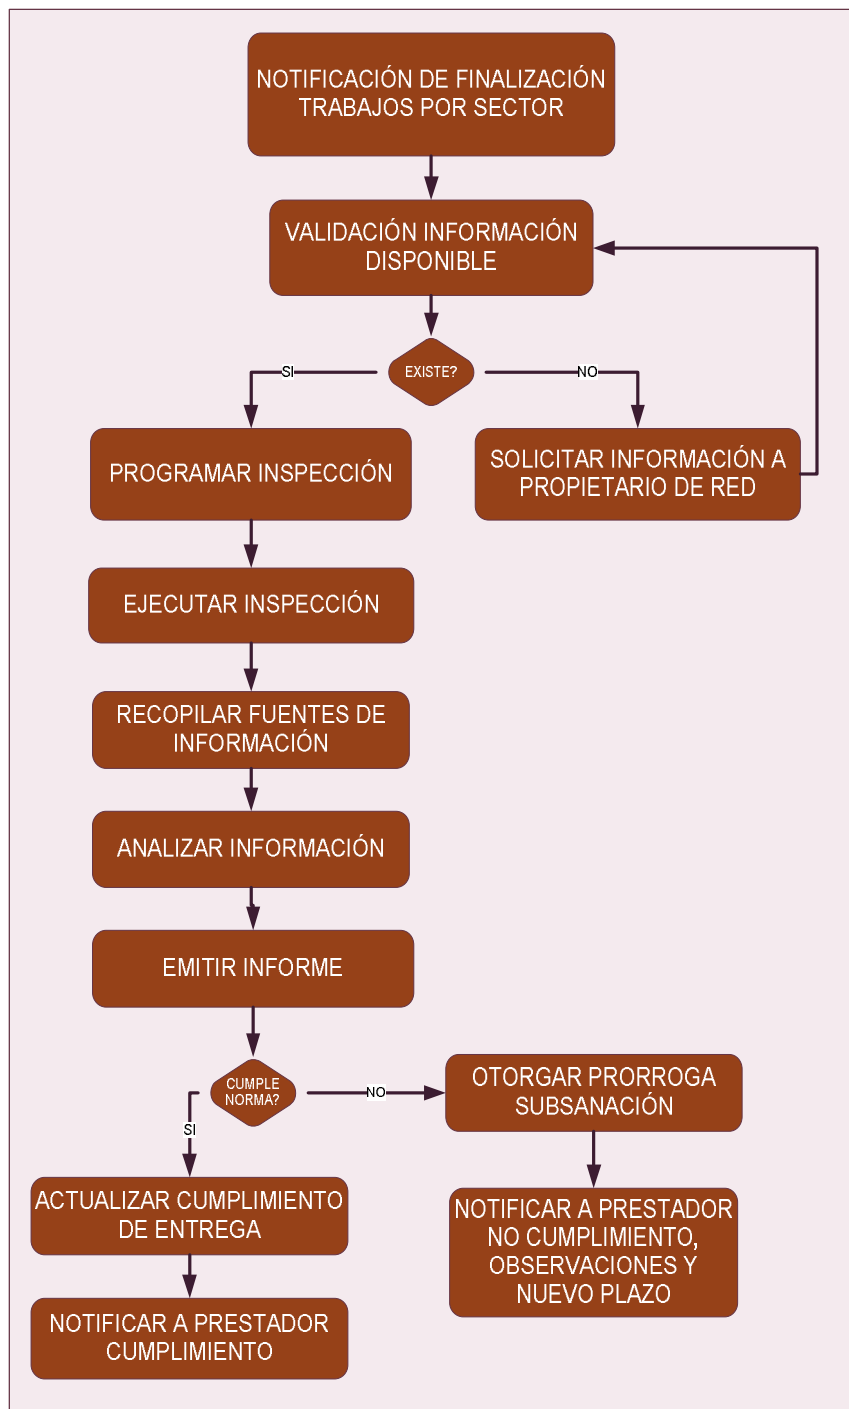 NOTIFICACIÓN DE FINALIZACIÓN
TRABAJOS POR SECTOR
VALIDACIÓN INFORMACIÓN
DISPONIBLE
EXISTE?
SI
NO
PROGRAMAR INSPECCIÓN
SOLICITAR INFORMACIÓN A
PROPIETARIO DE RED
EJECUTAR INSPECCIÓN
RECOPILAR FUENTES DE
INFORMACIÓN
ANALIZAR INFORMACIÓN
EMITIR INFORME
CUMPLE
NORMA?
NO
OTORGAR PRORROGA
SUBSANACIÓN
SI
ACTUALIZAR CUMPLIMIENTO
DE ENTREGA
NOTIFICAR A PRESTADOR
NO CUMPLIMIENTO,
OBSERVACIONES Y
NUEVO PLAZO
NOTIFICAR A PRESTADOR
CUMPLIMIENTO